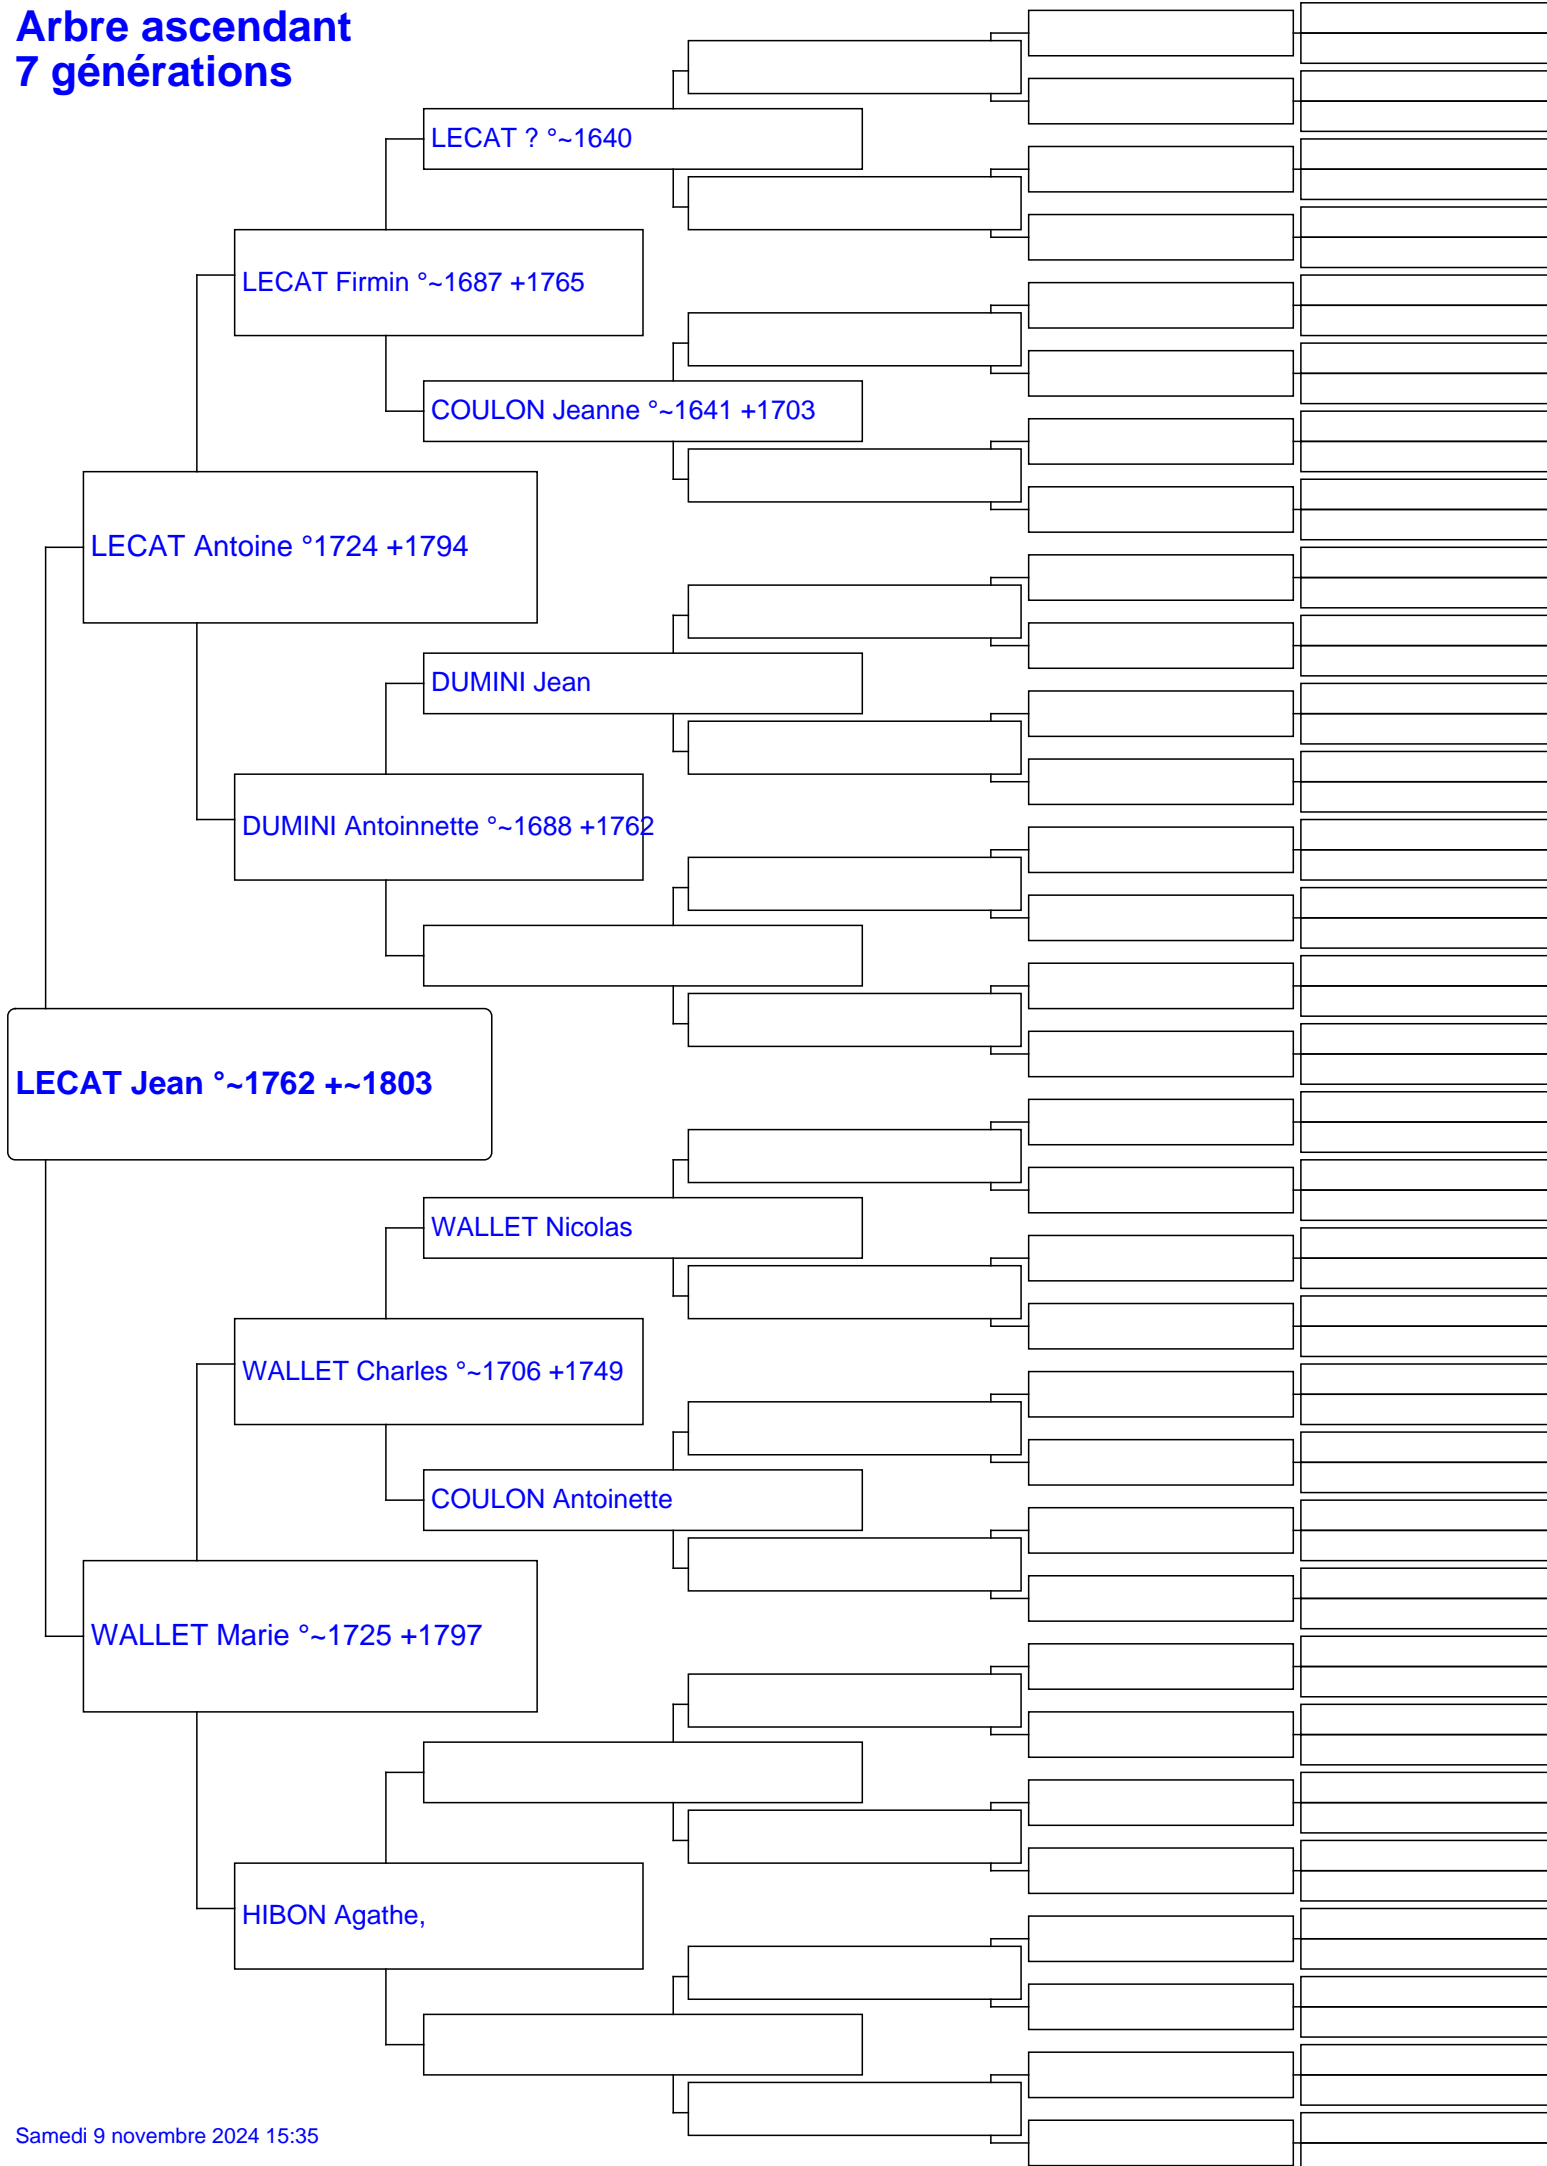 Arbre ascendant
7 générations
LECAT ? °~1640
LECAT Firmin °~1687 +1765
COULON Jeanne °~1641 +1703
LECAT Antoine °1724 +1794
DUMINI Jean
DUMINI Antoinnette °~1688 +1762
LECAT Jean °~1762 +~1803
WALLET Nicolas
WALLET Charles °~1706 +1749
COULON Antoinette
WALLET Marie °~1725 +1797
HIBON Agathe,
Samedi 9 novembre 2024 15:35